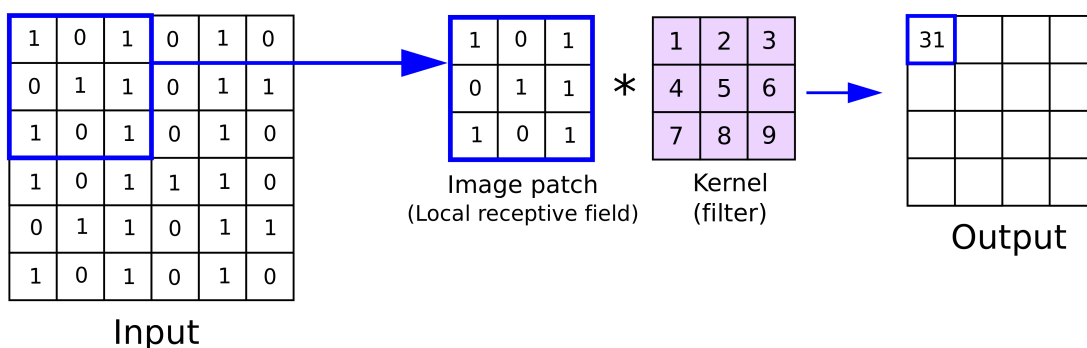 1 0 1 0 1 0
0 1 1 0 1 1
1 0 1 0 1 0
1 0 1 1 1 0
0 1 1 0 1 1
1 0 1 0 1 0
Input
1 0 1
0 1 1
1 0 1
Image patch
(Local receptive field)
*
1 2 3
4 5 6
7 8 9
Kernel
(filter)
31
Output